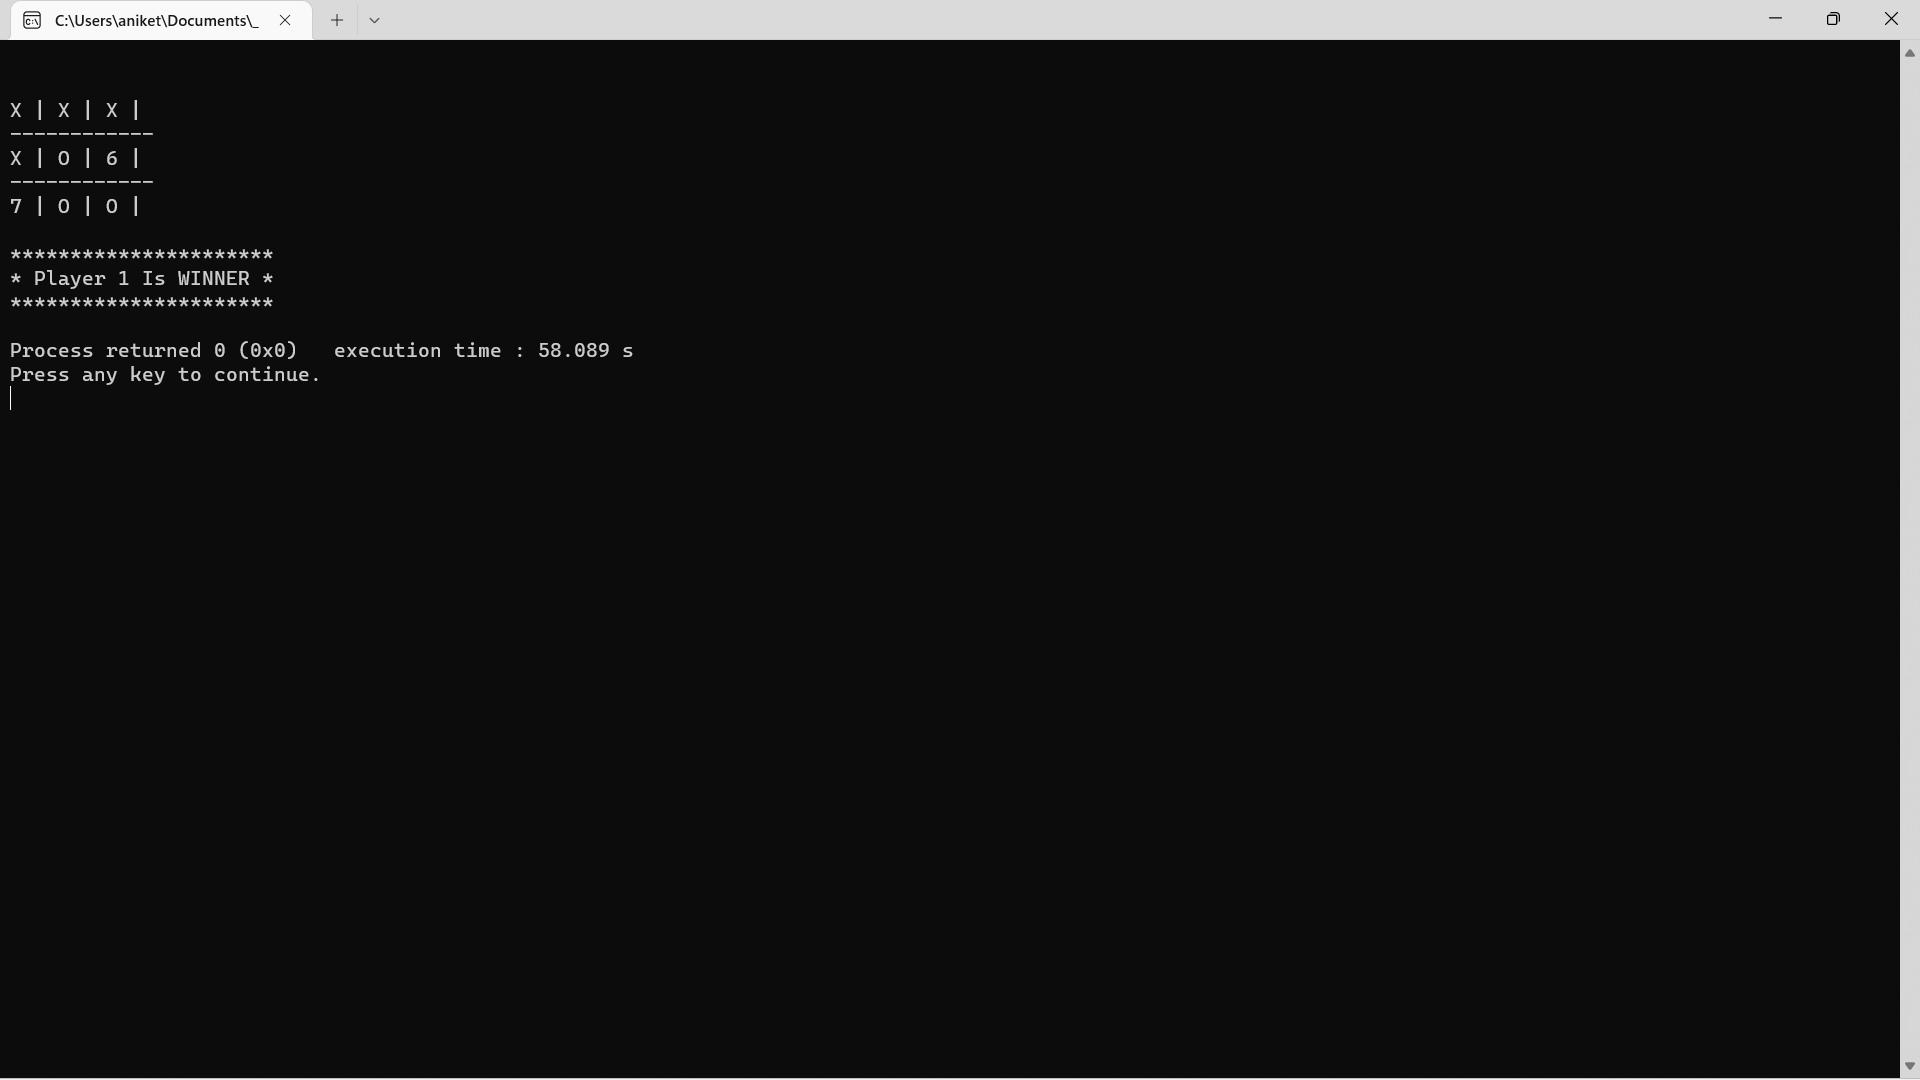 C:\Users\aniket\Documents\_
X | X | X |
------------
X | O | 6 |
------------
7 | O | O |
**********************
* Player 1 Is WINNER *
**********************
Process returned 0 (0x0)   execution time : 58.089 s
Press any key to continue.